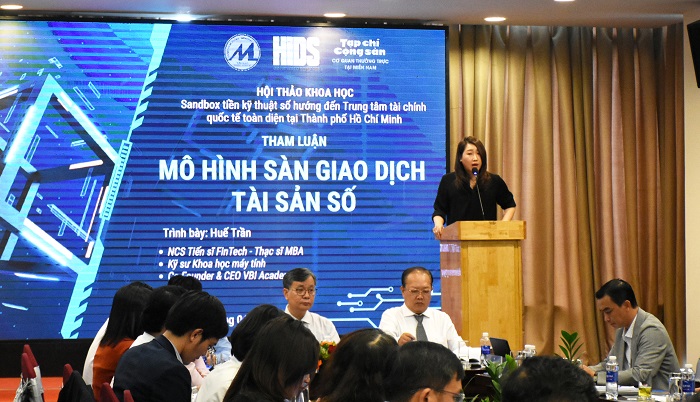 HIDS
Tạp chí
Cộng sản
CƠ QUAN THƯỜNG TRỰC
TẠI MIỀN NAM
HỘI THẢO KHOA HỌC
Sandbox tiền kỹ thuật số hướng đến Trung tâm tài chính
quốc tế toàn diện tại Thành phố Hồ Chí Minh
THAM LUẬN
MÔ HÌNH SÀN GIAO DỊCH
TÀI SẢN SỐ
Trình bày: Huế Trần
• NCS Tiến sĩ FinTech - Thạc sĩ MBA
• Kỹ sư Khoa học máy tính
• Co-Founder & CEO VBI Academy